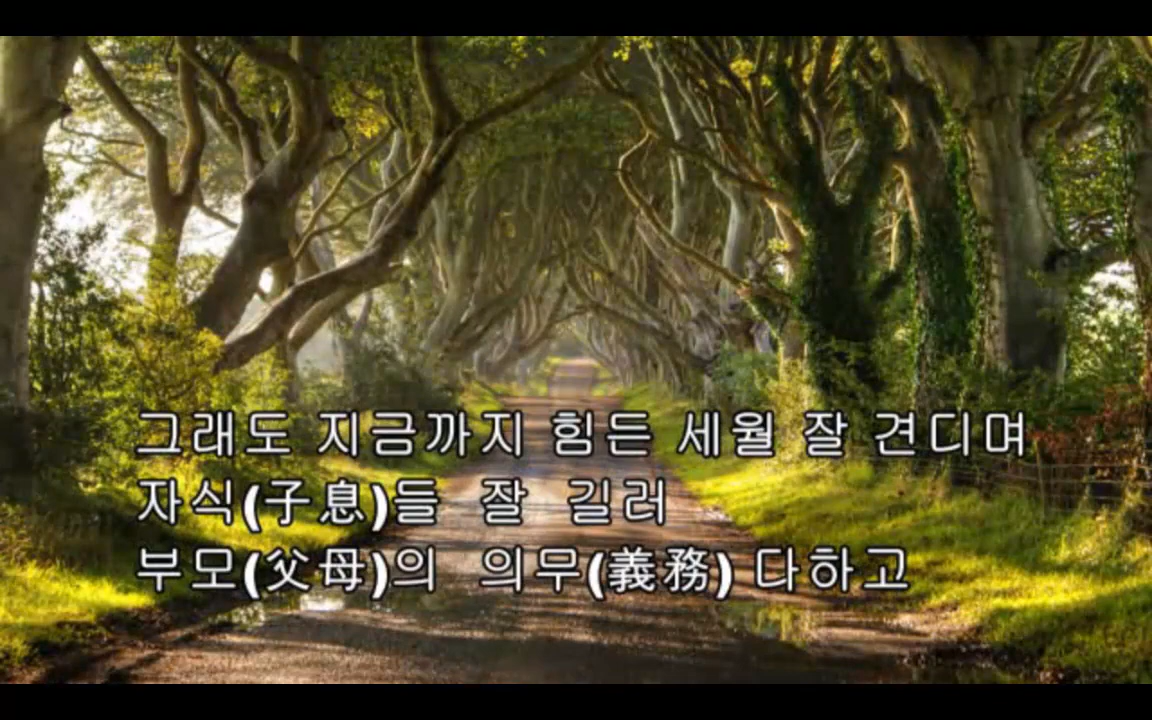 그래도 지금까지 힘든 세월 잘 견디며
자식(子息)들 잘 길러
부모(父母)의 의무(義務) 다하고